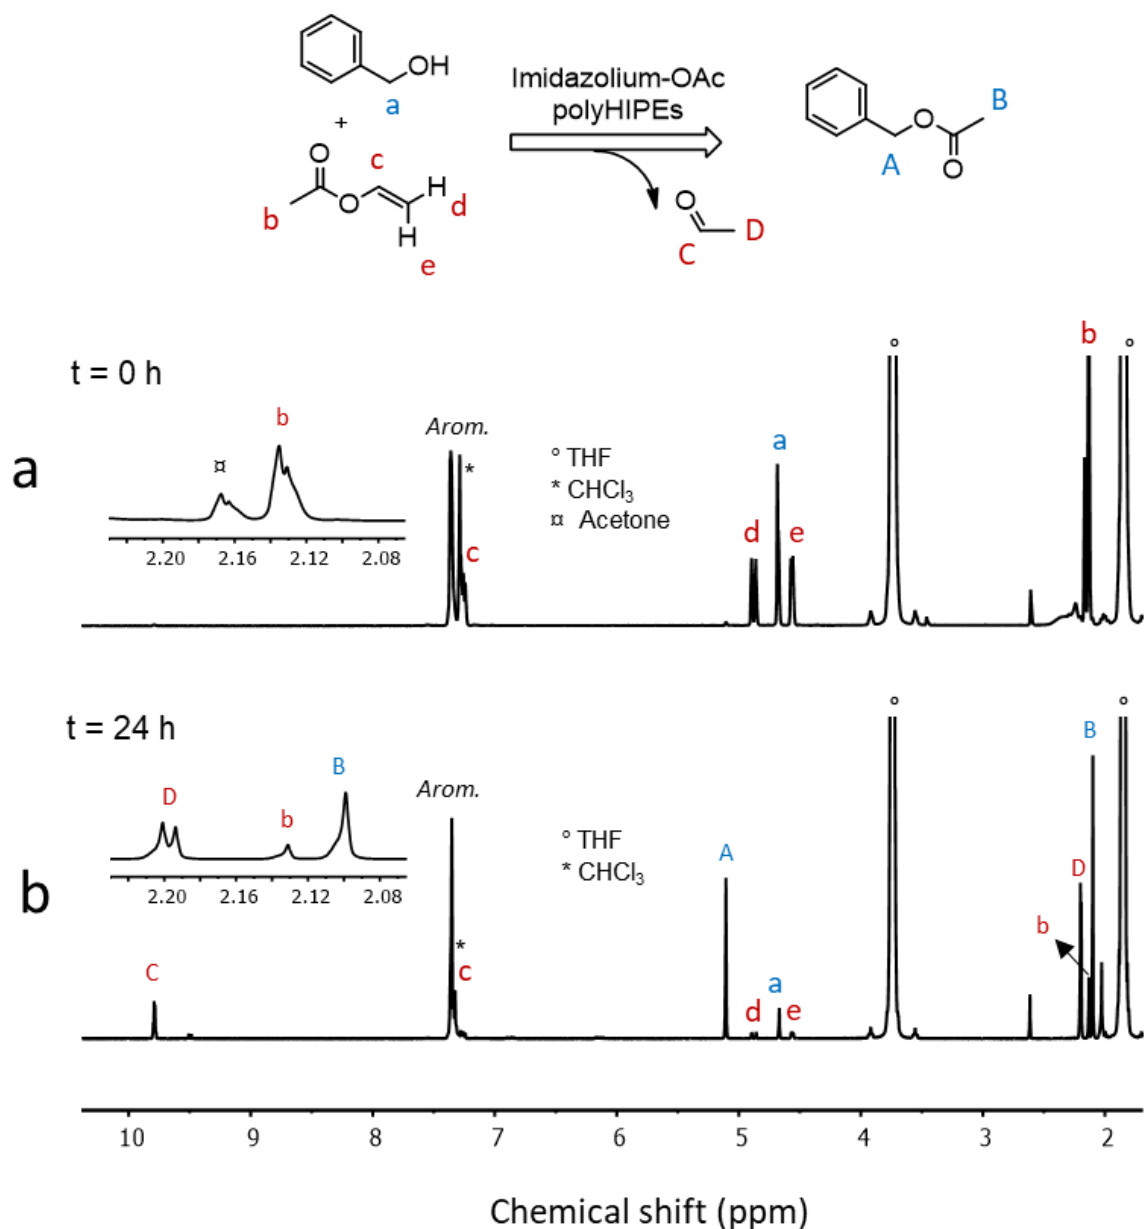 OH
a
+
O
O
c
H
d
b
H
e
Imidazolium-OAc
polyHIPEs
O
C
D
O
O
A
B
t = 0 h
a
¤
b
2.20 2.16 2.12 2.08
Arom.
*
c
° THF
* CHCl3
¤ Acetone
d
a
e
°
b
°
t = 24 h
b
D
b
B
2.20 2.16 2.12 2.08
C
Arom.
*
c
° THF
* CHCl3
A
d
a
e
°
b
D
B
°
10 9 8 7 6 5 4 3 2
Chemical shift (ppm)